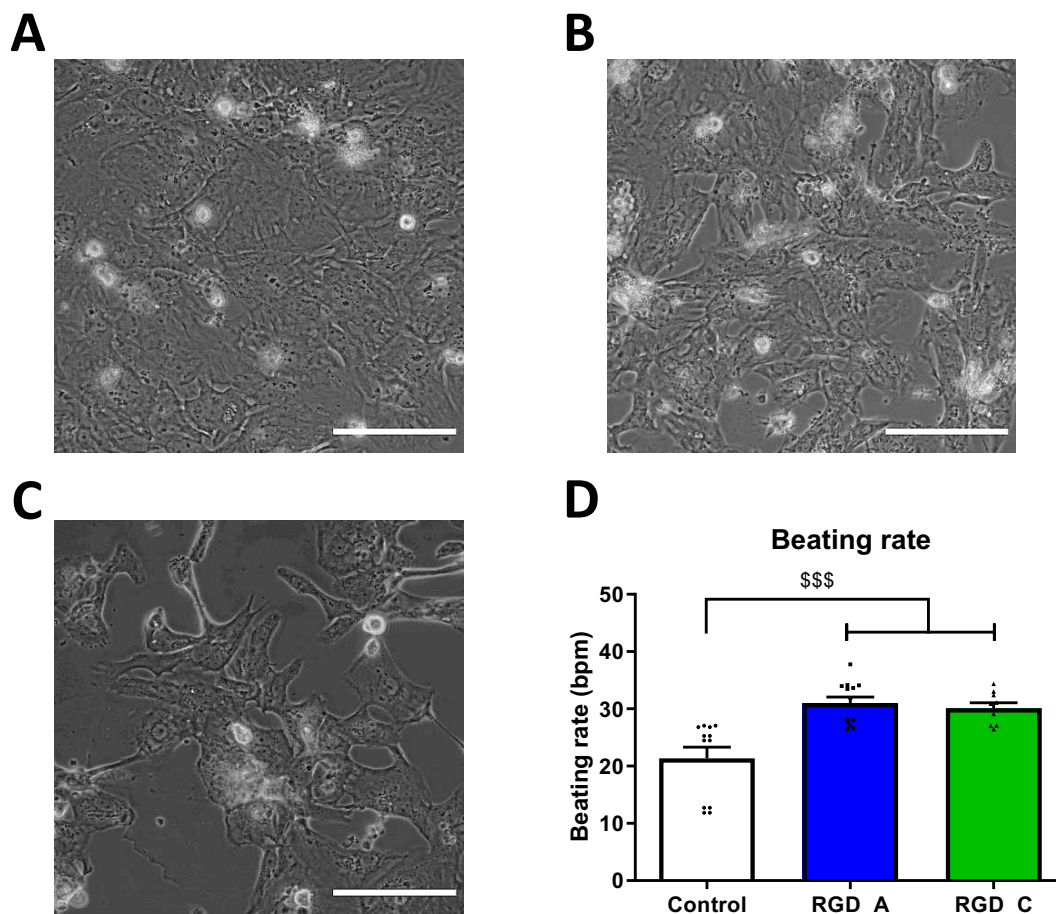 A
B
C
D
Beating rate
$$$
Beating rate (bpm)
50
40
30
20
10
0
Control
RGD A
RGD C